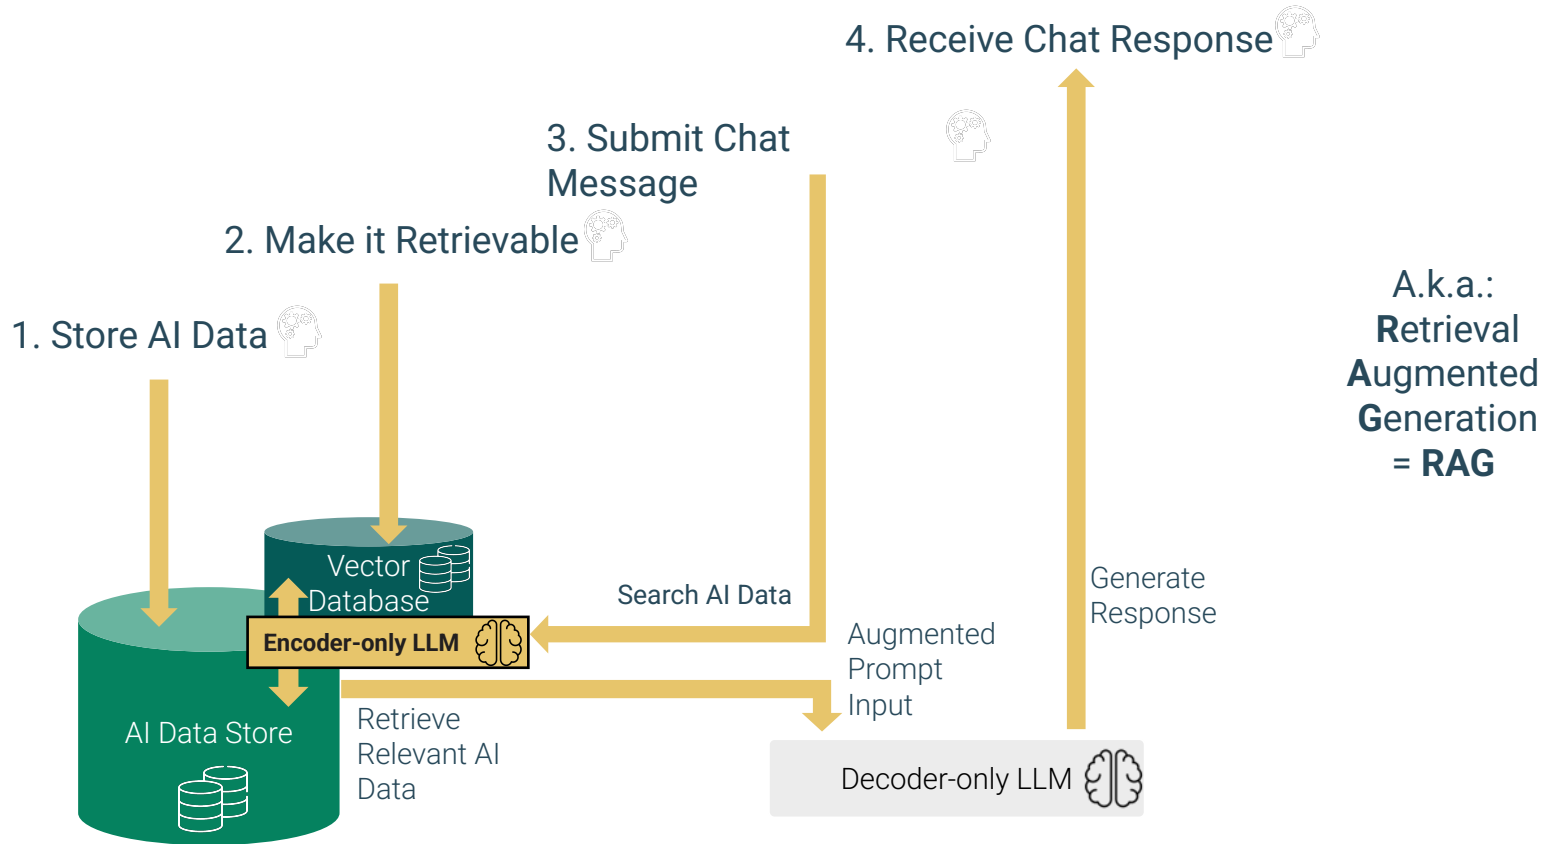 4. Receive Chat Response
3. Submit Chat
Message
2. Make it Retrievable
1. Store AI Data
A.k.a.:
Retrieval
Augmented
Generation
= RAG
Vector
Database
Encoder-only LLM
AI Data Store
Search AI Data
Retrieve
Relevant AI
Data
Augmented
Prompt
Input
Decoder-only LLM
Generate
Response